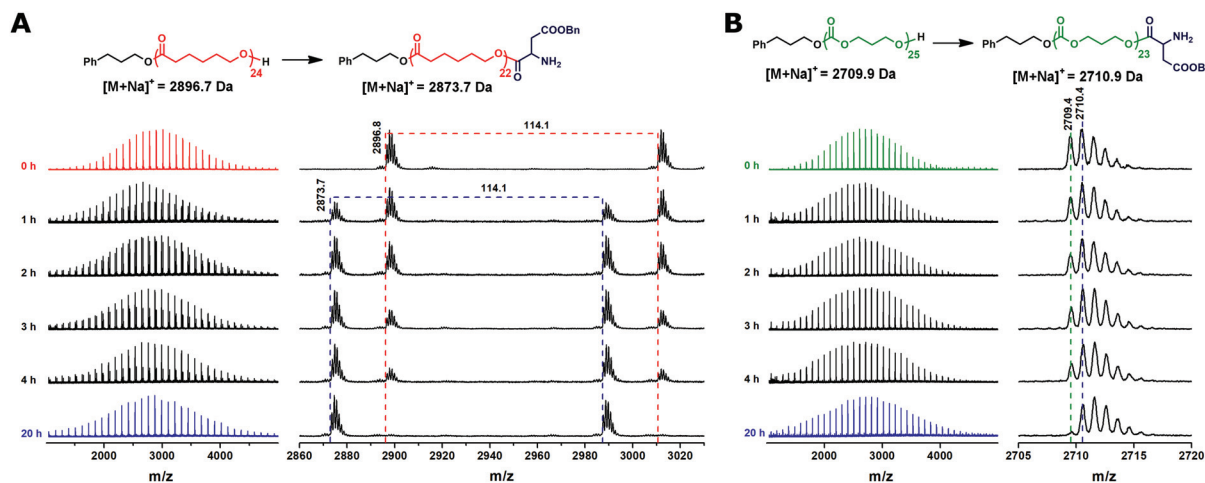 A
Ph
O
O
O
H
24
[M+Na]+ = 2896.7 Da
Ph
O
O
O
22
O
COOBn
NH2
[M+Na]+ = 2873.7 Da
0 h
1 h
2 h
3 h
4 h
20 h
2000 3000 4000
m/z
2896.8
114.1
2873.7
114.1
2860 2880 2900 2920 2940 2960 2980 3000 3020
m/z
B
Ph
O
O
O
O
H
25
[M+Na]+ = 2709.9 Da
Ph
O
O
O
O
23
O
NH2
COOB
[M+Na]+ = 2710.9 Da
0 h
1 h
2 h
3 h
4 h
20 h
2000 3000 4000
m/z
2709.4
2710.4
2705 2710 2715 2720
m/z